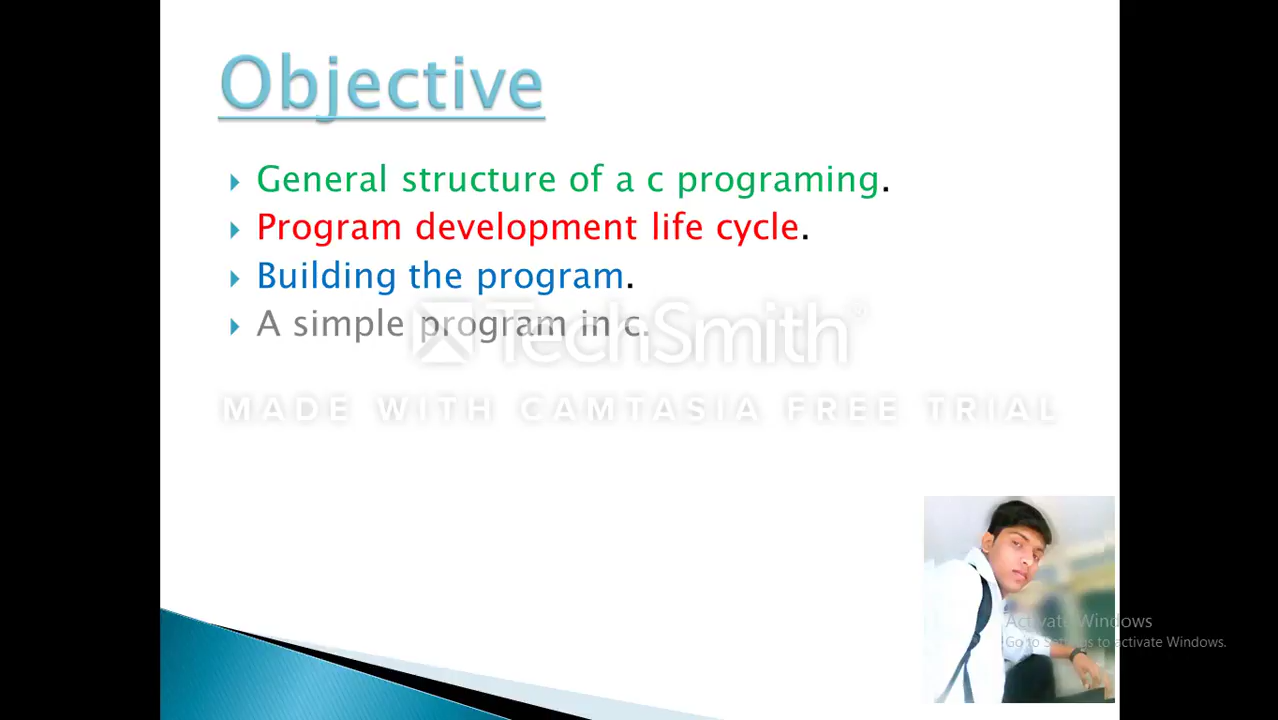 Objective
General structure of a c programing.
Program development life cycle.
Building the program.
A simple program in c.
TechSmith®
MADE WITH CAMTASIA FREE TRIAL
Activate Windows
Go to Settings to activate Windows.